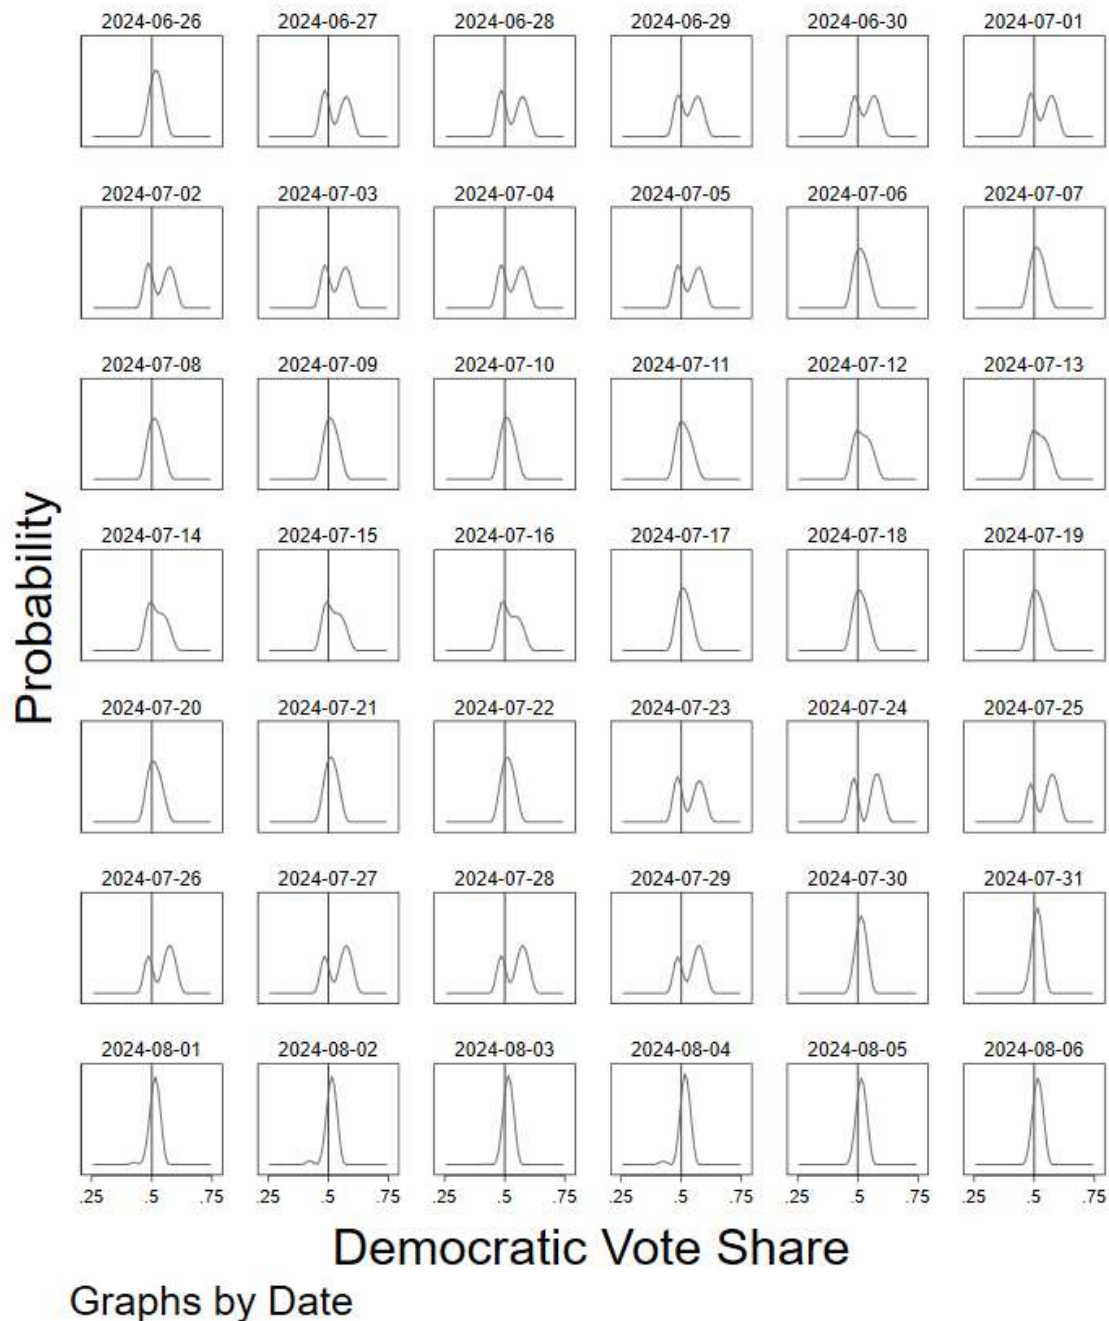 2024-06-26 2024-06-27 2024-06-28 2024-06-29 2024-06-30 2024-07-01
2024-07-02 2024-07-03 2024-07-04 2024-07-05 2024-07-06 2024-07-07
2024-07-08 2024-07-09 2024-07-10 2024-07-11 2024-07-12 2024-07-13
2024-07-14 2024-07-15 2024-07-16 2024-07-17 2024-07-18 2024-07-19
2024-07-20 2024-07-21 2024-07-22 2024-07-23 2024-07-24 2024-07-25
2024-07-26 2024-07-27 2024-07-28 2024-07-29 2024-07-30 2024-07-31
2024-08-01 2024-08-02 2024-08-03 2024-08-04 2024-08-05 2024-08-06
.25 .5 .75 .25 .5 .75 .25 .5 .75 .25 .5 .75 .25 .5 .75 .25 .5 .75
Probability
Democratic Vote Share
Graphs by Date